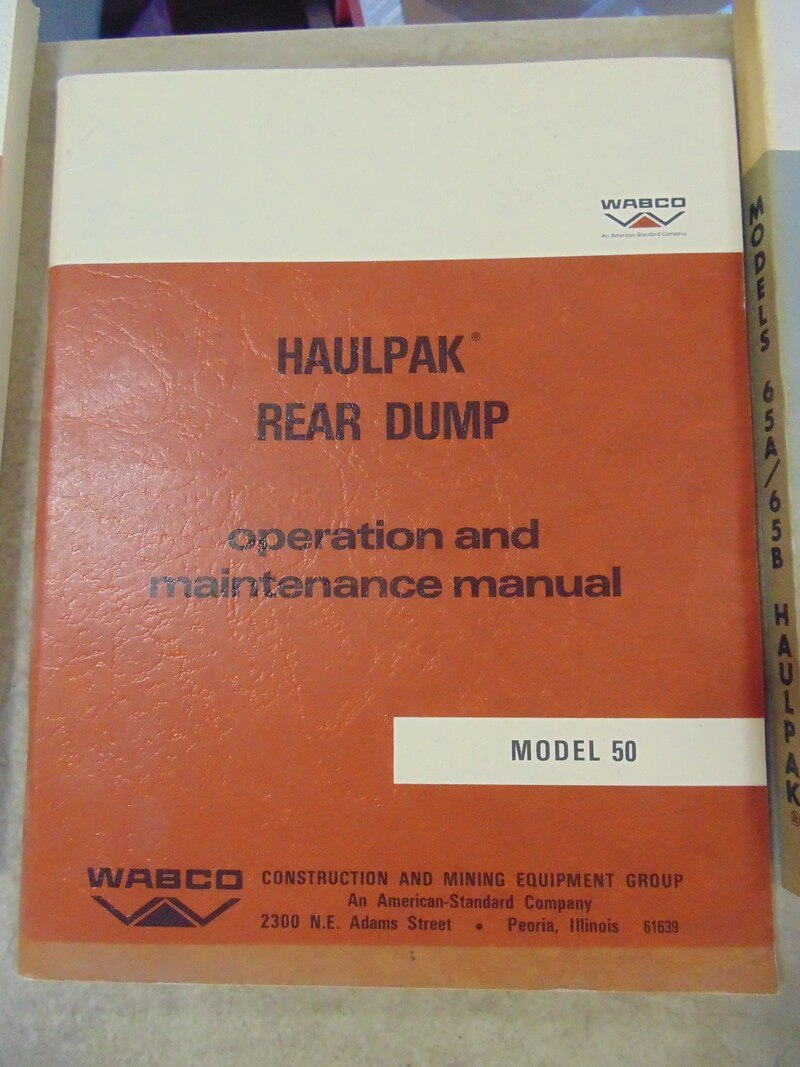 WABCO
An American-Standard Company
HAULPAK®
REAR DUMP
operation and
maintenance manual
MODEL 50
WABCO CONSTRUCTION AND MINING EQUIPMENT GROUP
An American-Standard Company
2300 N.E. Adams Street • Peoria, Illinois 61639
MODELS 65A/65B HAULPAK®